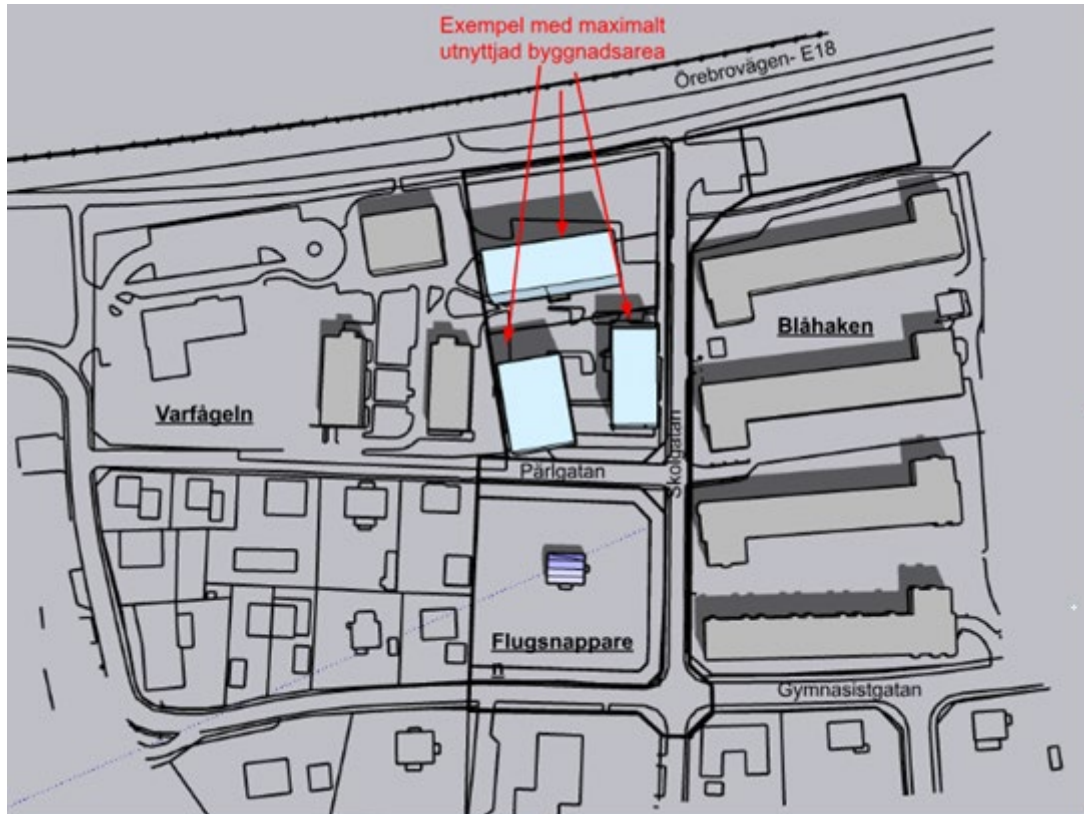 Exempel med maximalt
utnyttjad byggnadsarea
Örebrovägen- E18
Blåhaken
Varfågeln
Pärlgatan
Skolgatan
Flugsnappare
n
Gymnasistgatan